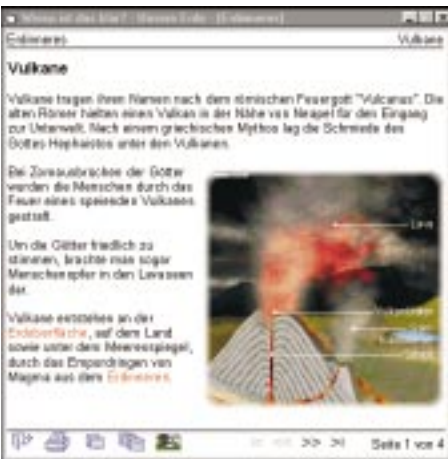 Wieso ist das klar? - Unsere Erde - [Erdinneres]
Erdinneres Vulkane
Vulkane
Vulkane tragen ihren Namen nach dem römischen Feuergott "Vulcanus". Die
alten Römer hielten einen Vulkan in der Nähe von Neapel für den Eingang
zur Unterwelt. Nach einem griechischen Mythos lag die Schmiede des
Gottes Hephaistos unter den Vulkanen.
Bei Zornausbrüchen der Götter
werden die Menschen durch das
Feuer eines speienden Vulkanes
gestraft.
Um die Götter friedlich zu
stimmen, brachte man sogar
Menschenopfer in den Lavaseen
dar.
Vulkane entstehen an der
Erdoberfläche, auf dem Land
sowie unter dem Meeresspiegel,
durch das Empordringen von
Magma aus dem Erdinneren.
Lava
Seite 1 von 4